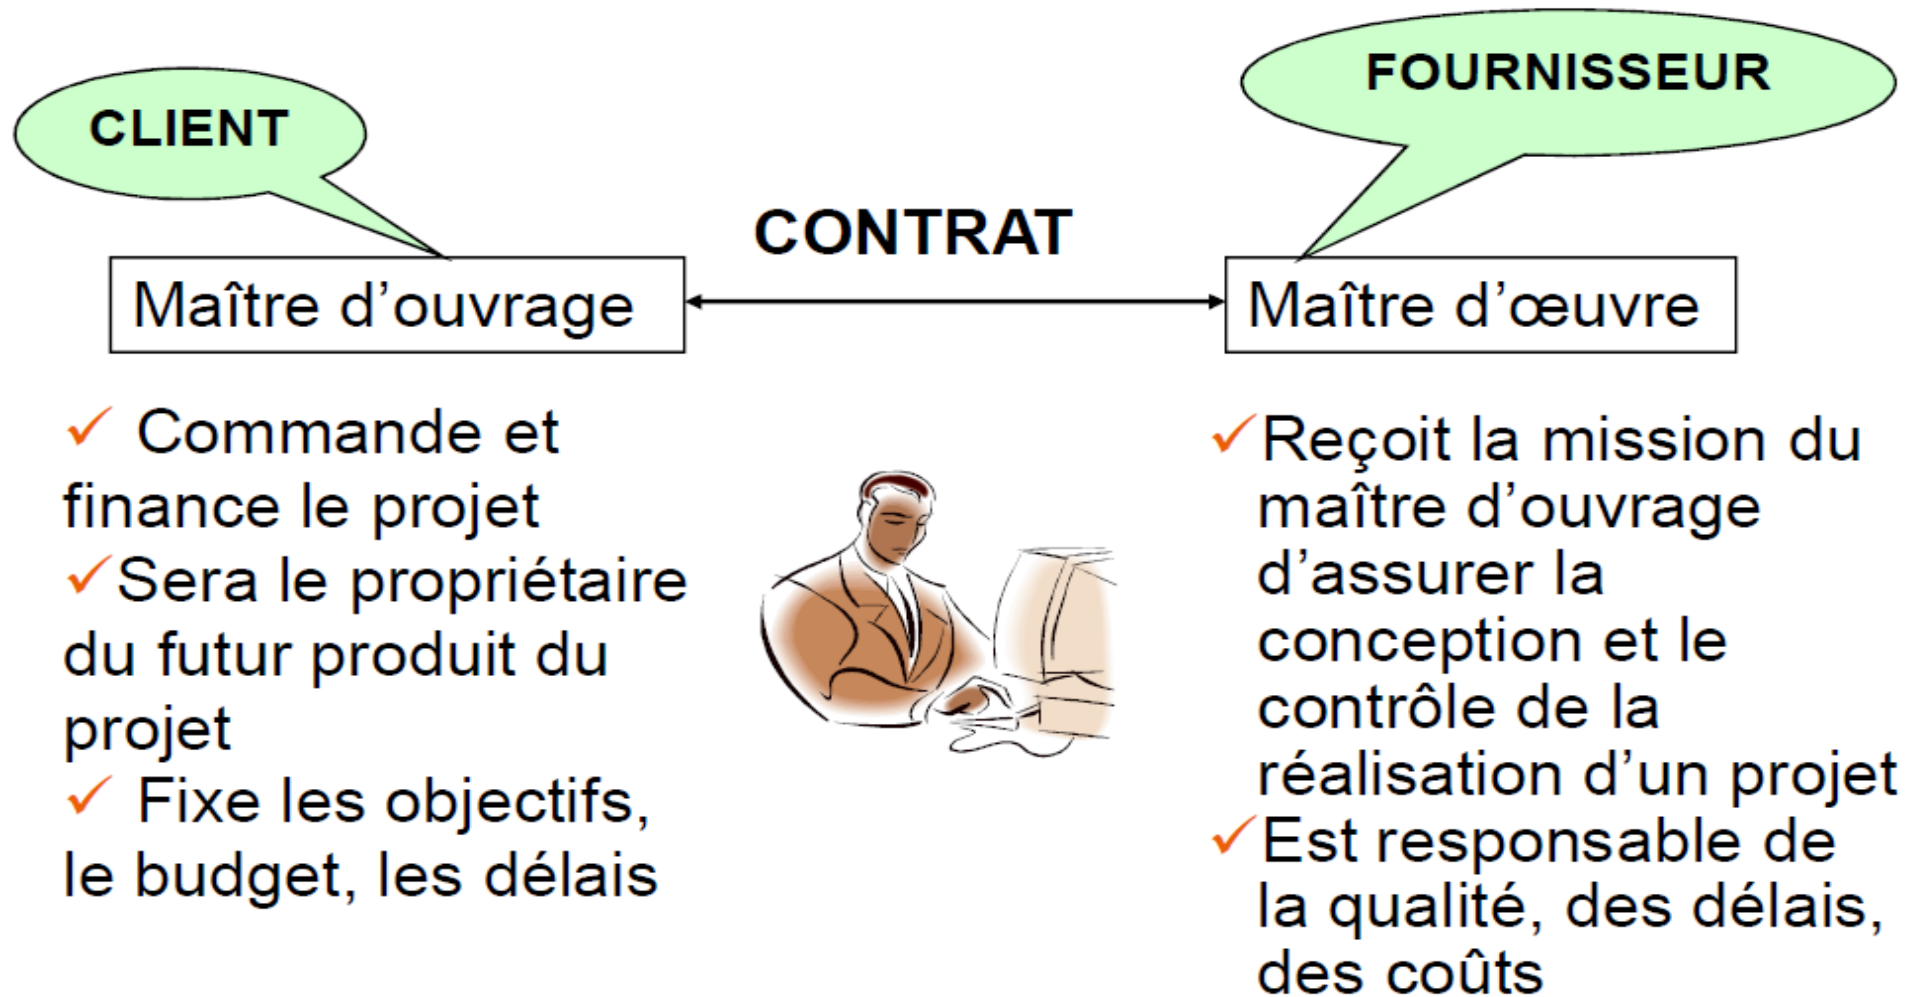 CLIENT
FOURNISSEUR
CONTRAT
Maître d’ouvrage
Maître d’œuvre
✓ Commande et
finance le projet
✓Sera le propriétaire
du futur produit du
projet
✓ Fixe les objectifs,
le budget, les délais
✓Reçoit la mission du
maître d’ouvrage
d’assurer la
conception et le
contrôle de la
réalisation d’un projet
✓Est responsable de
la qualité, des délais,
des coûts